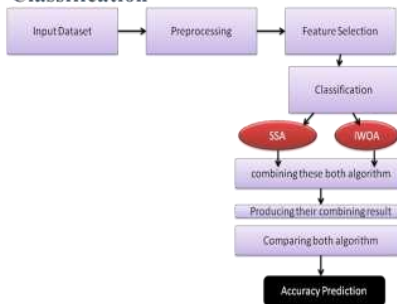 Classification
Input Dataset
Preprocessing
Feature Selection
Classification
SSA
IWOA
combining these both algorithm
Producing their combining result
Comparing both algorithm
Accuracy Prediction